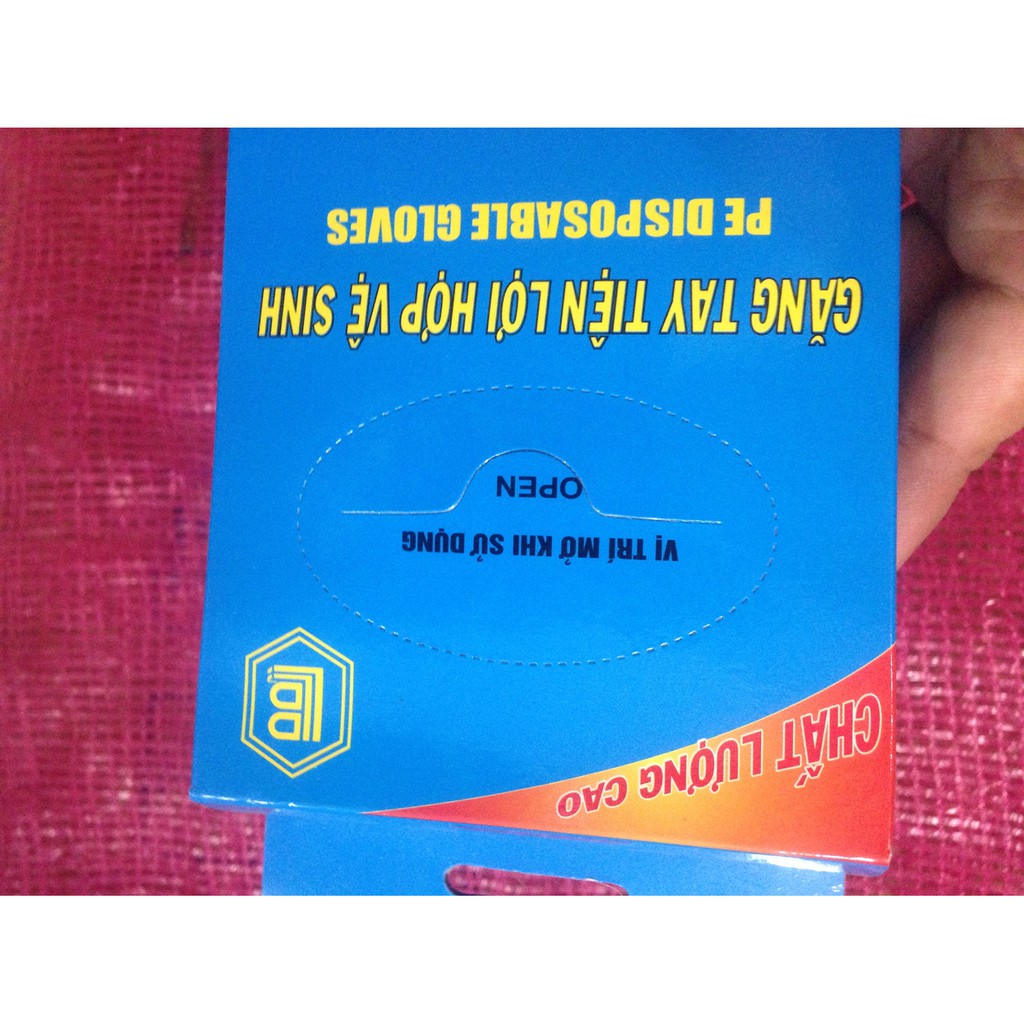 CHẤT LƯỢNG CAO
VỊ TRÍ MỞ KHI SỬ DỤNG
OPEN
GĂNG TAY TIỆN LỢI HỢP VỆ SINH
PE DISPOSABLE GLOVES